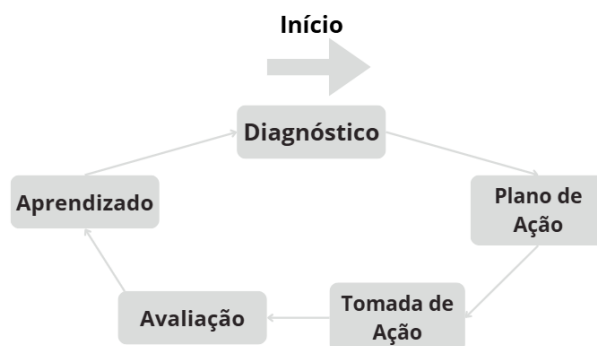 Início
Diagnóstico
Plano de
Ação
Tomada de
Ação
Avaliação
Aprendizado